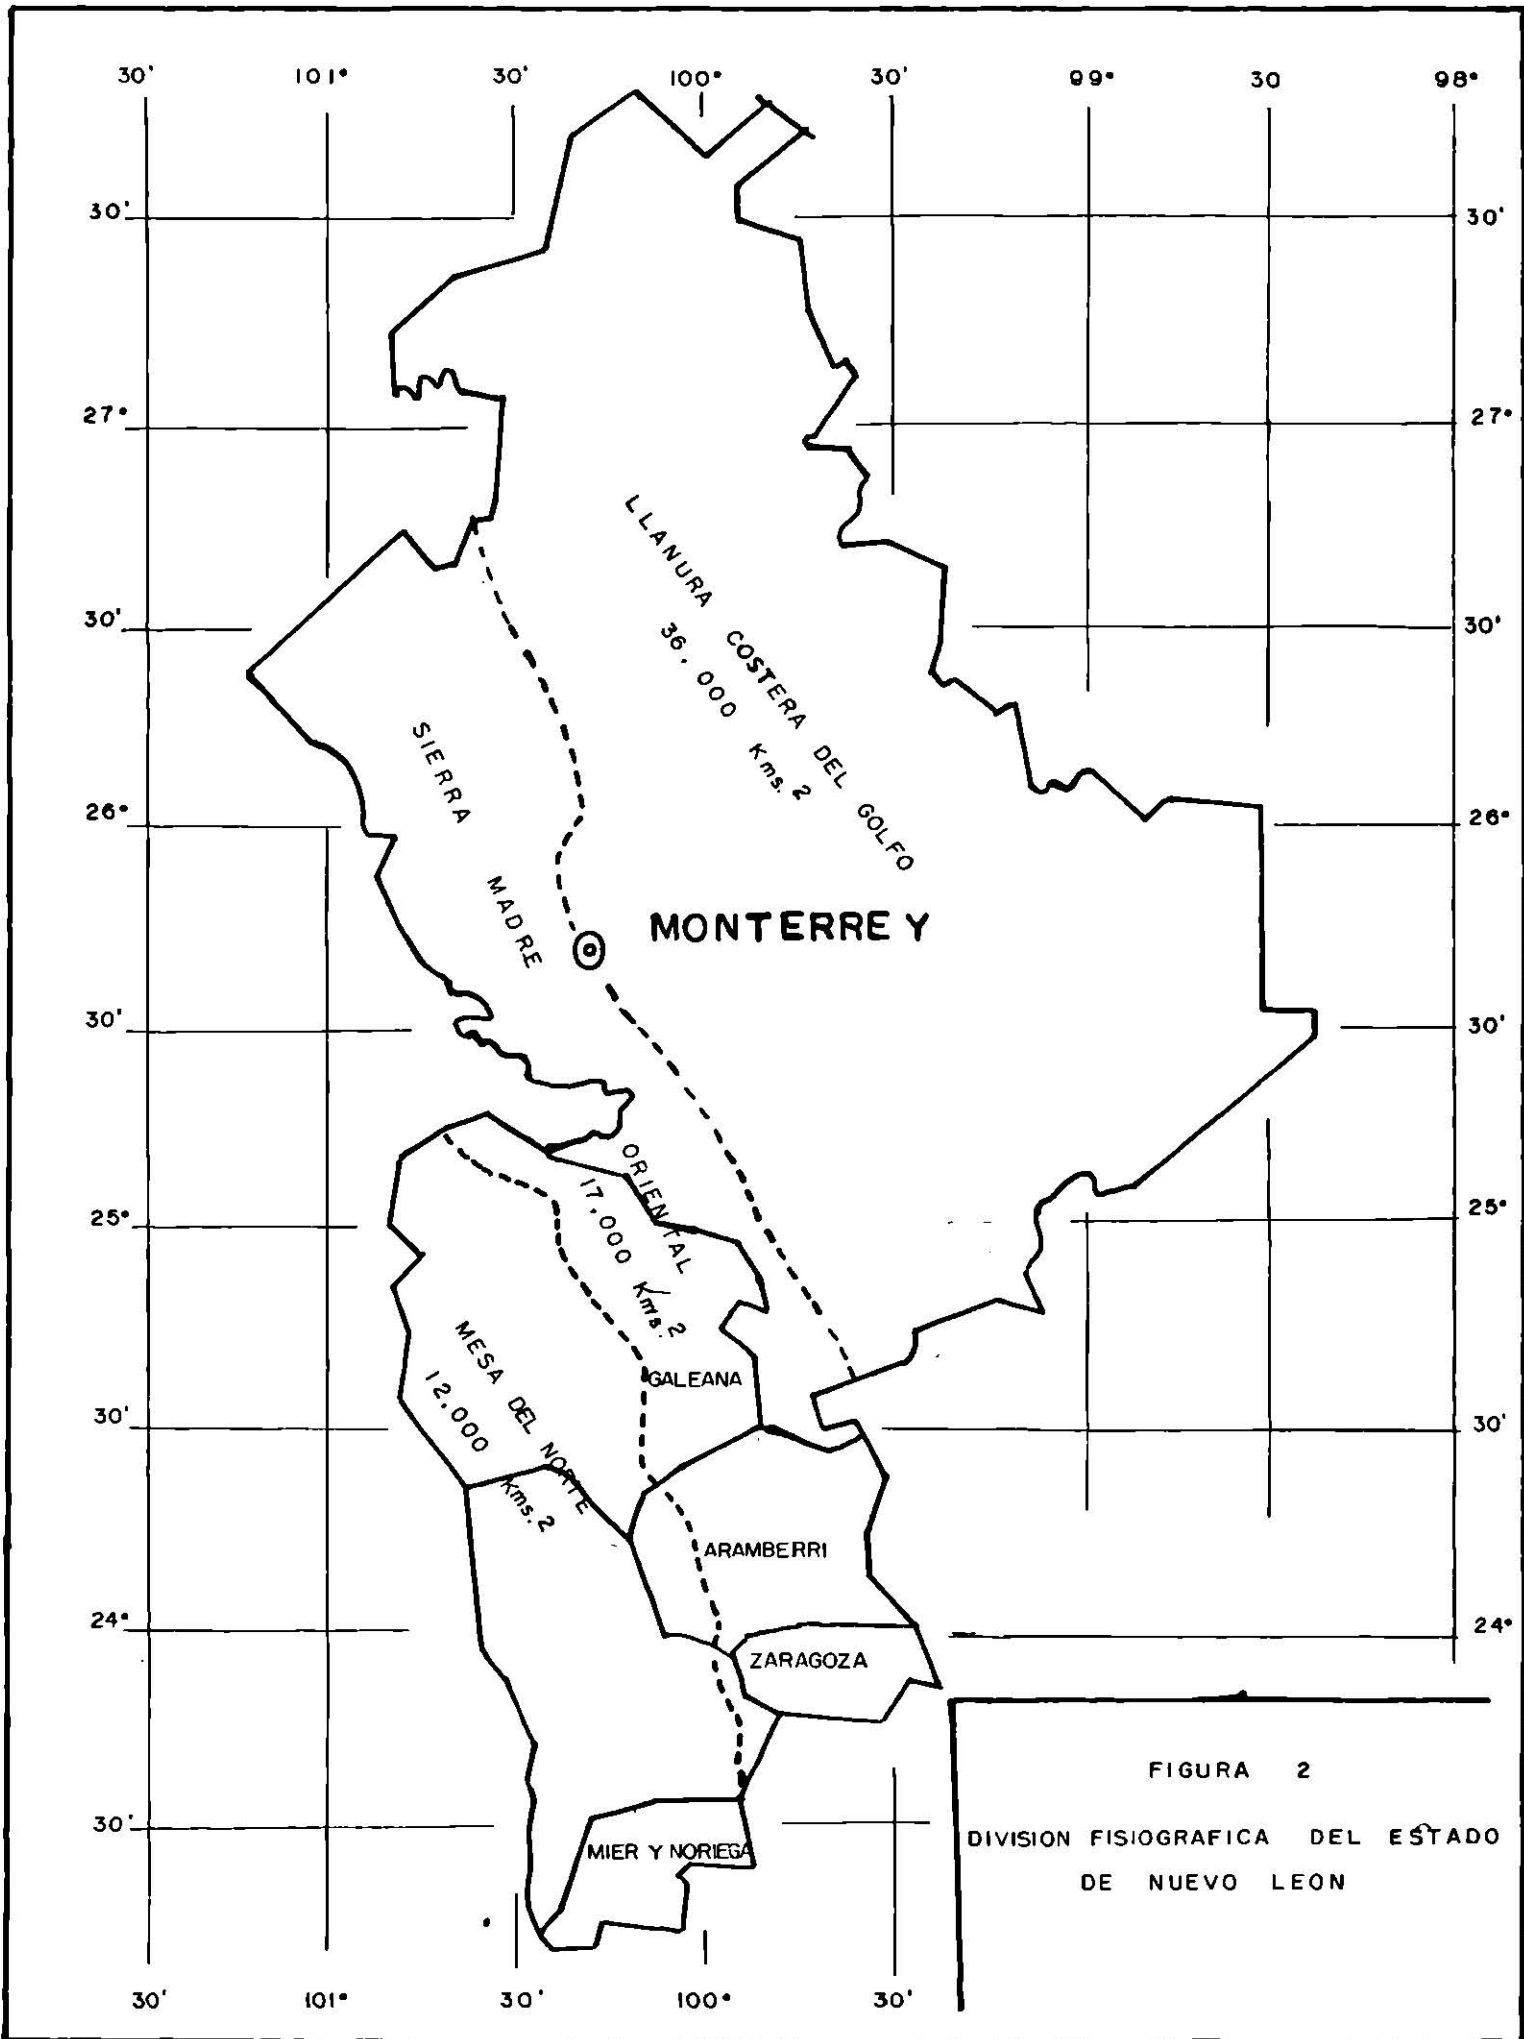 30' 101° 30' 100° 30' 99° 30 98°
30' 30'
27° 27°
LLANURA COSTERA DEL GOLFO
36,000 Kms.2
30' 30'
SIERRA MADRE ORIENTAL
17,000 Kms.2
26° 26°
MONTERREY
30' 30'
25° 25°
MESA DEL NORTE
12,000 Kms.2
GALEANA
30' 30'
ARAMBERRI
24° 24°
ZARAGOZA
30'
MIER Y NORIEGA
FIGURA 2
DIVISION FISIOGRAFICA DEL ESTADO
DE NUEVO LEON
30' 101° 30' 100° 30'